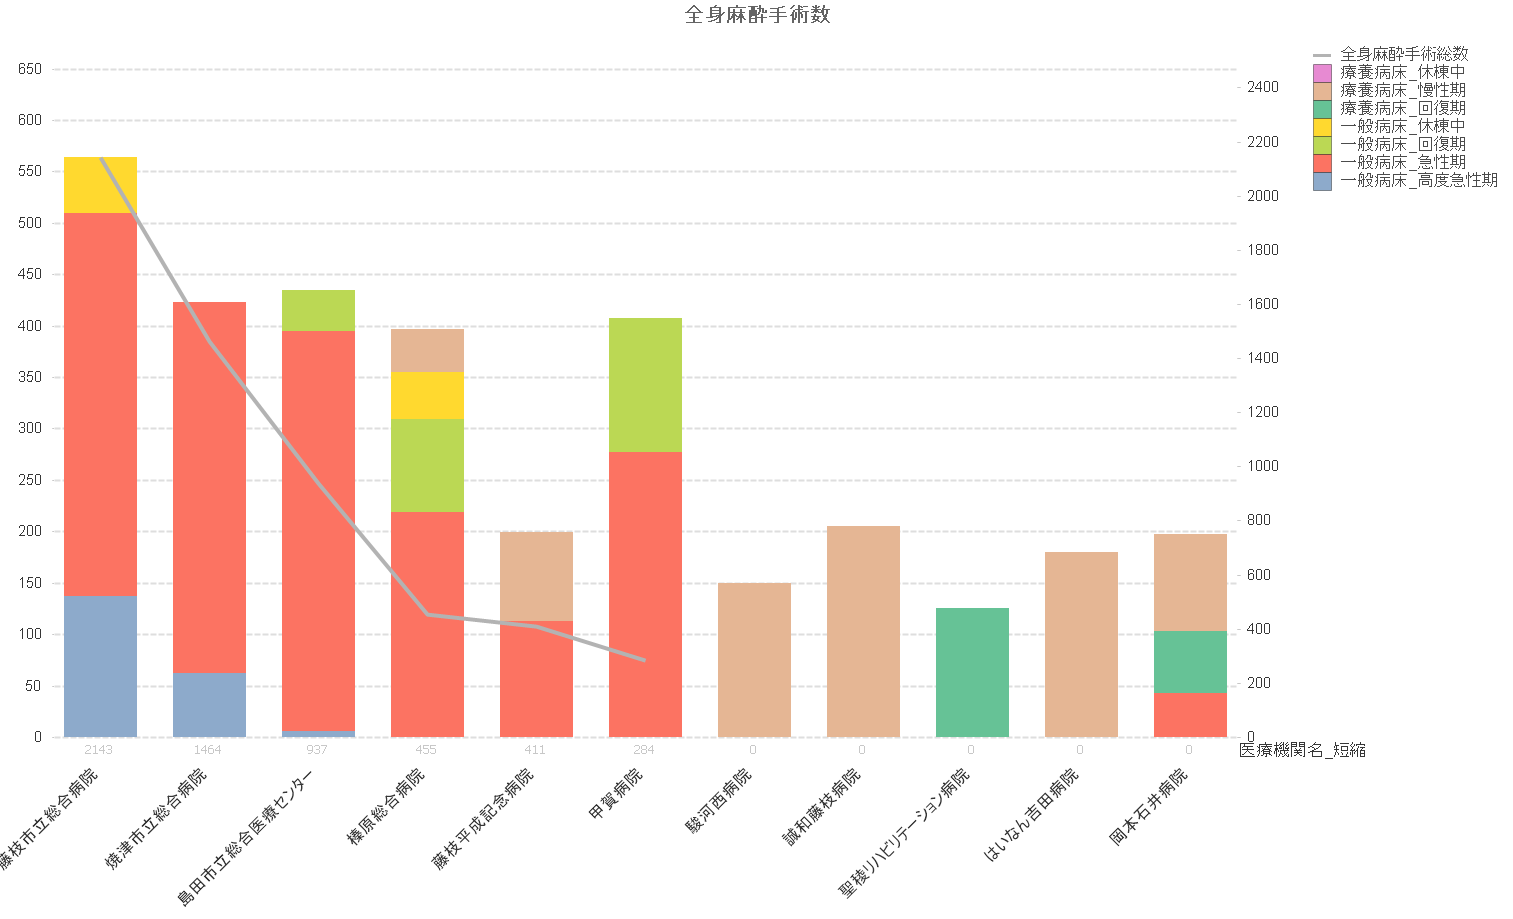 全身麻酔手術数
全身麻酔手術総数
療養病床_休棟中
療養病床_慢性期
療養病床_回復期
一般病床_休棟中
一般病床_回復期
一般病床_急性期
一般病床_高度急性期
650
600
550
500
450
400
350
300
250
200
150
100
50
0
2400
2200
2000
1800
1600
1400
1200
1000
800
600
400
200
0
2143 1464 937 455 411 284 0 0 0 0 0
医療機関名_短縮
藤枝市立総合病院
焼津市立総合病院
島田市立総合医療センター
榛原総合病院
藤枝平成記念病院
甲賀病院
駿河西病院
誠和藤枝病院
聖稜リハビリテーション病院
はいなん吉田病院
岡本石井病院